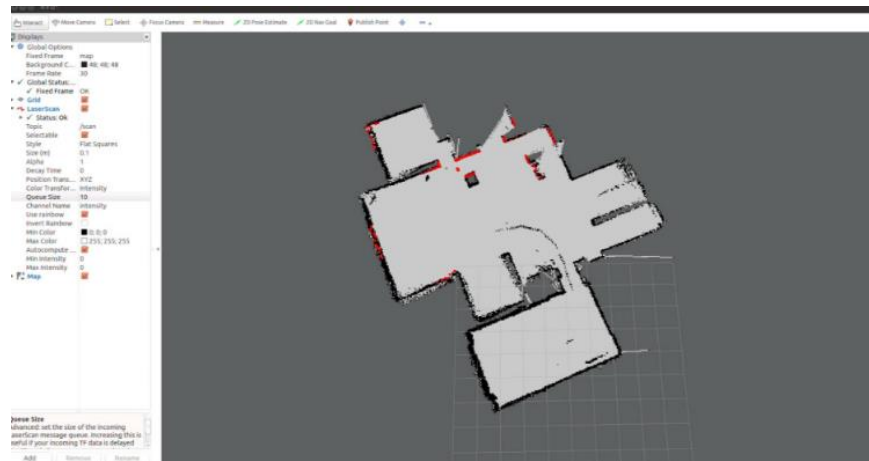 Interact Move Camera Select Focus Camera Measure 2D Pose Estimate 2D Nav Goal Publish Point
Displays
Global Options
Fixed Frame map
Background C... 48; 48; 48
Frame Rate 30
Global Status:...
Fixed Frame OK
Grid
LaserScan
Status: Ok
Topic /scan
Selectable
Style Flat Squares
Size (m) 0.1
Alpha 1
Decay Time 0
Position Trans... XYZ
Color Transfor... Intensity
Queue Size 10
Channel Name intensity
Use rainbow
Invert Rainbow
Min Color 0; 0; 0
Max Color 255; 255; 255
Autocompute ...
Min Intensity 0
Max Intensity 0
Map
Queue Size
Advanced: set the size of the incoming
LaserScan message queue. Increasing this is
useful if your incoming TF data is delayed
Add Remove Rename